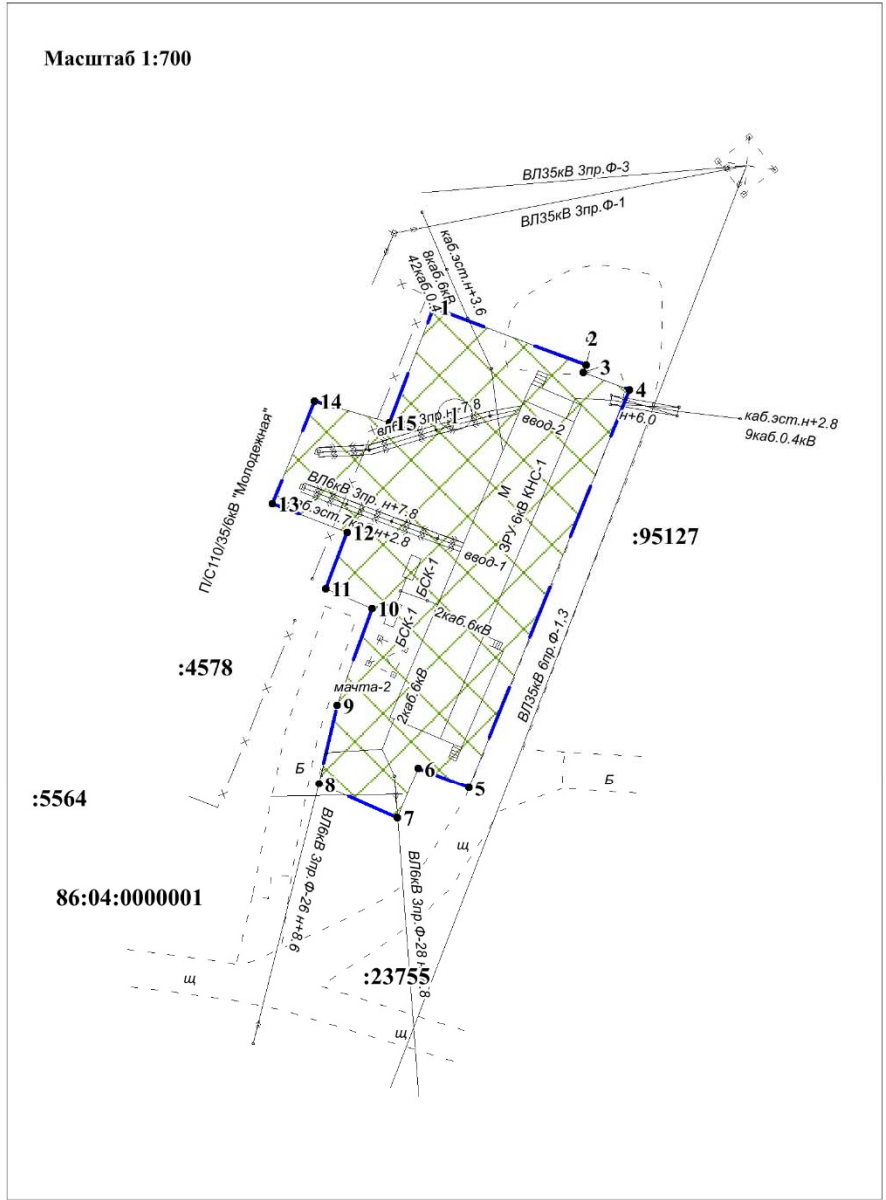 Масштаб 1:700
ВЛ35кВ 3пр.Ф-3
ВЛ35кВ 3пр.Ф-1
каб.эст.н+3.6
8каб.6кВ
42каб.0.4
1
2
3
4
н+6.0
каб.эст.н+2.8
9каб.0.4кВ
14
15
1
3пр.н+7.8
ввод-2
П/С110/35/6кВ "Молодежная"
М
ЗРУ 6кВ КНС-1
ВЛ6кВ 3пр. н+7.8
13
12
ввод-1
:95127
11
10
БСК-1
БСК-1
2каб.6кВ
:4578
мачта-2
9
2каб.6кВ
ВЛ35кВ 6пр.Ф-1,3
Б
8
6
5
Б
:5564
7
щ
ВЛ6кВ 3пр.Ф-26 н+8.6
ВЛ6кВ 3пр.Ф-28
86:04:0000001
щ
:23755
щ